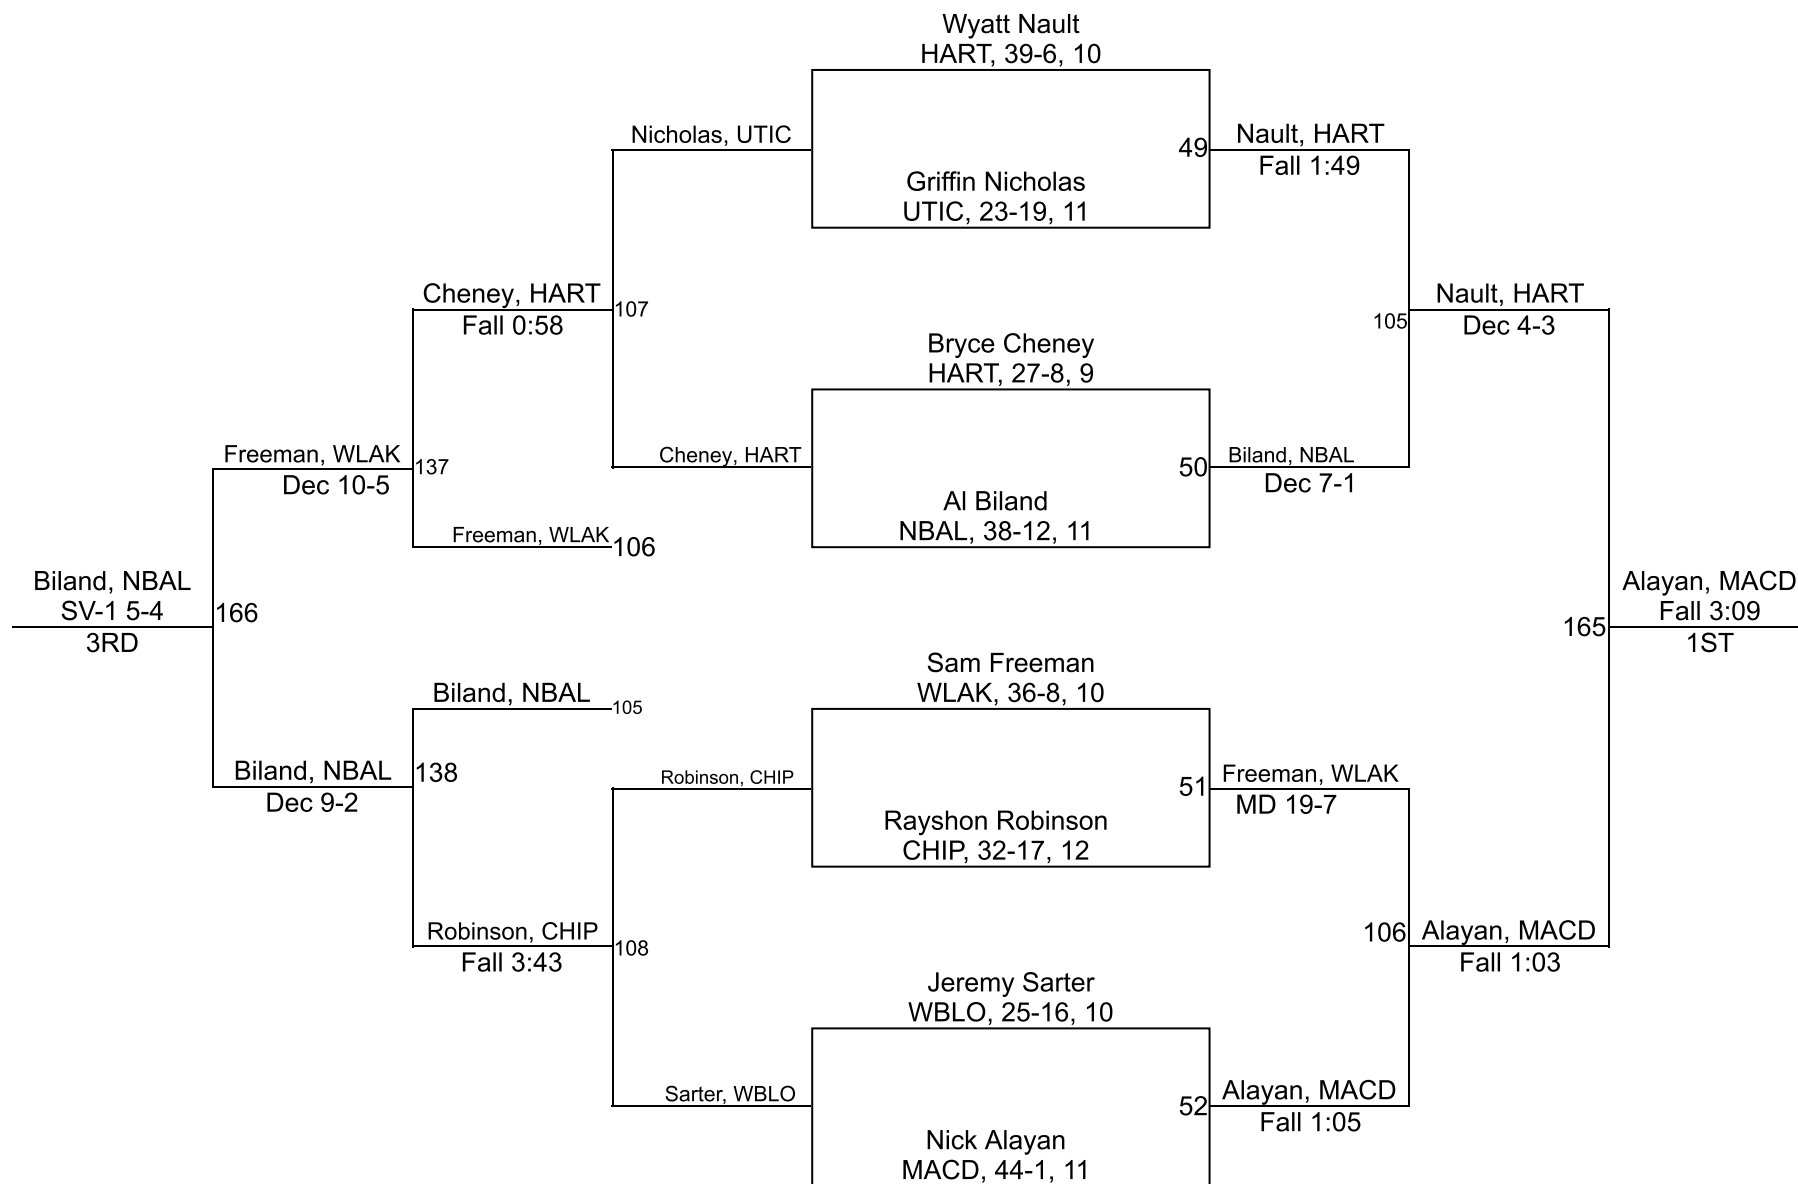 Wyatt Nault
HART, 39-6, 10
Nicholas, UTIC
49
Nault, HART
Fall 1:49
Griffin Nicholas
UTIC, 23-19, 11
Cheney, HART
Fall 0:58
107
105
Nault, HART
Dec 4-3
Bryce Cheney
HART, 27-8, 9
Freeman, WLAK
Dec 10-5
137
Cheney, HART
50
Biland, NBAL
Dec 7-1
Al Biland
NBAL, 38-12, 11
Freeman, WLAK
106
Biland, NBAL
SV-1 5-4
3RD
166
165
Alayan, MACD
Fall 3:09
1ST
Sam Freeman
WLAK, 36-8, 10
Biland, NBAL
105
Biland, NBAL
Dec 9-2
138
Robinson, CHIP
51
Freeman, WLAK
MD 19-7
Rayshon Robinson
CHIP, 32-17, 12
Robinson, CHIP
Fall 3:43
108
106
Alayan, MACD
Fall 1:03
Jeremy Sarter
WBLO, 25-16, 10
Sarter, WBLO
52
Alayan, MACD
Fall 1:05
Nick Alayan
MACD, 44-1, 11